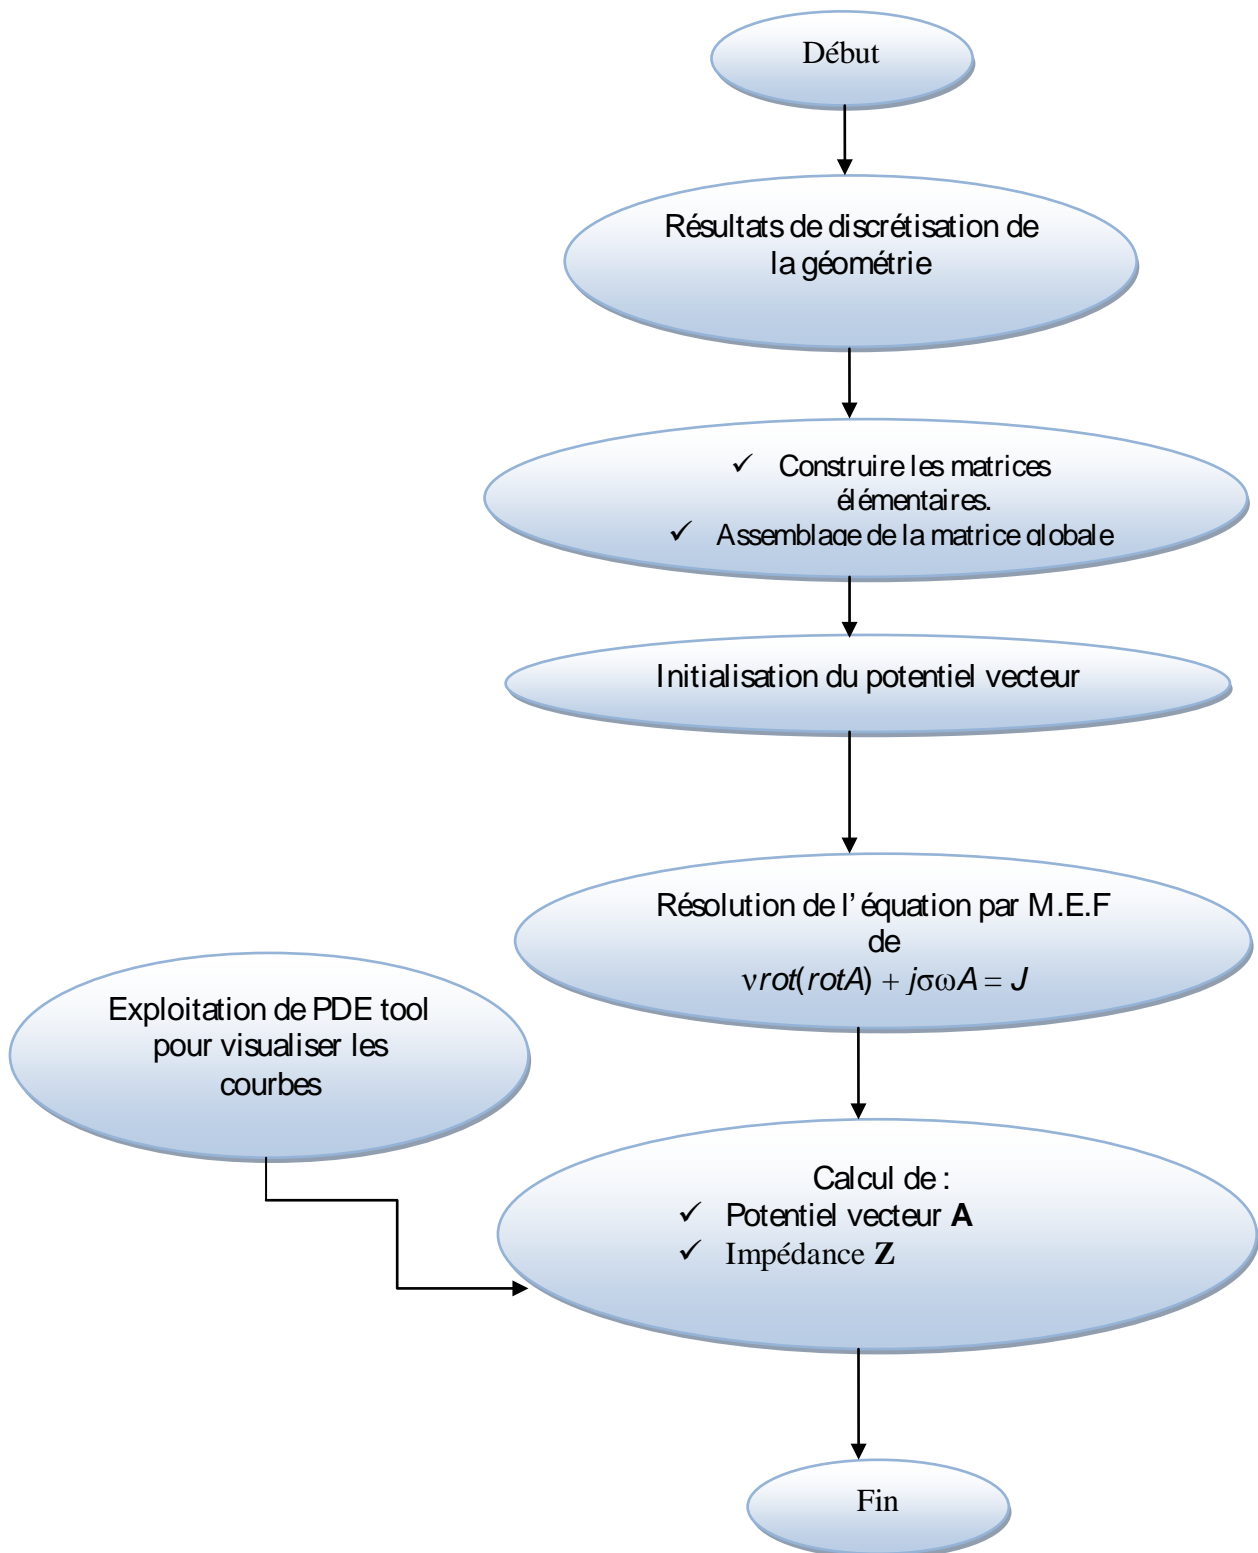 Début
Résultats de discrétisation de
la géométrie
✓ Construire les matrices
élémentaires.
✓ Assemblage de la matrice globale
Initialisation du potentiel vecteur
Résolution de l’équation par M.E.F
de
νrot(rotA) + jσωA = J
Exploitation de PDE tool
pour visualiser les
courbes
Calcul de :
✓ Potentiel vecteur A
✓ Impédance Z
Fin